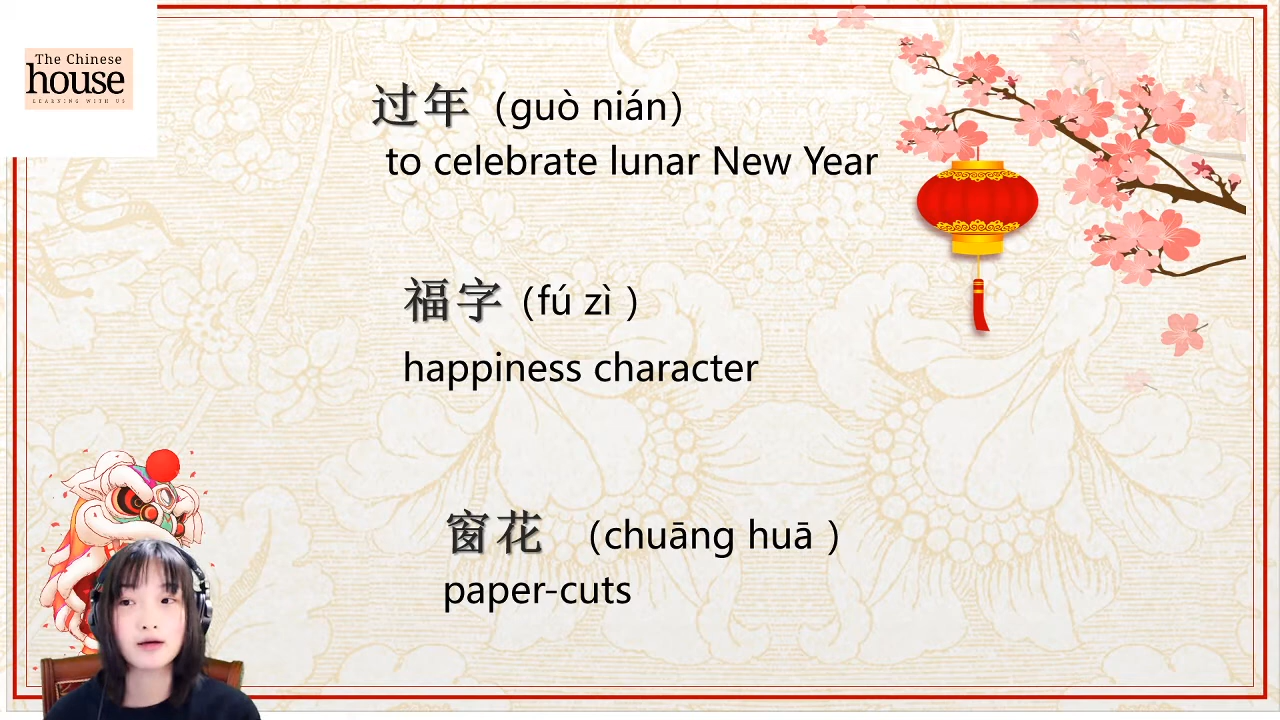 The Chinese
house
LEARNING WITH US
过年（guò nián）
to celebrate lunar New Year
福字（fú zì ）
happiness character
窗花 （chuāng huā ）
paper-cuts